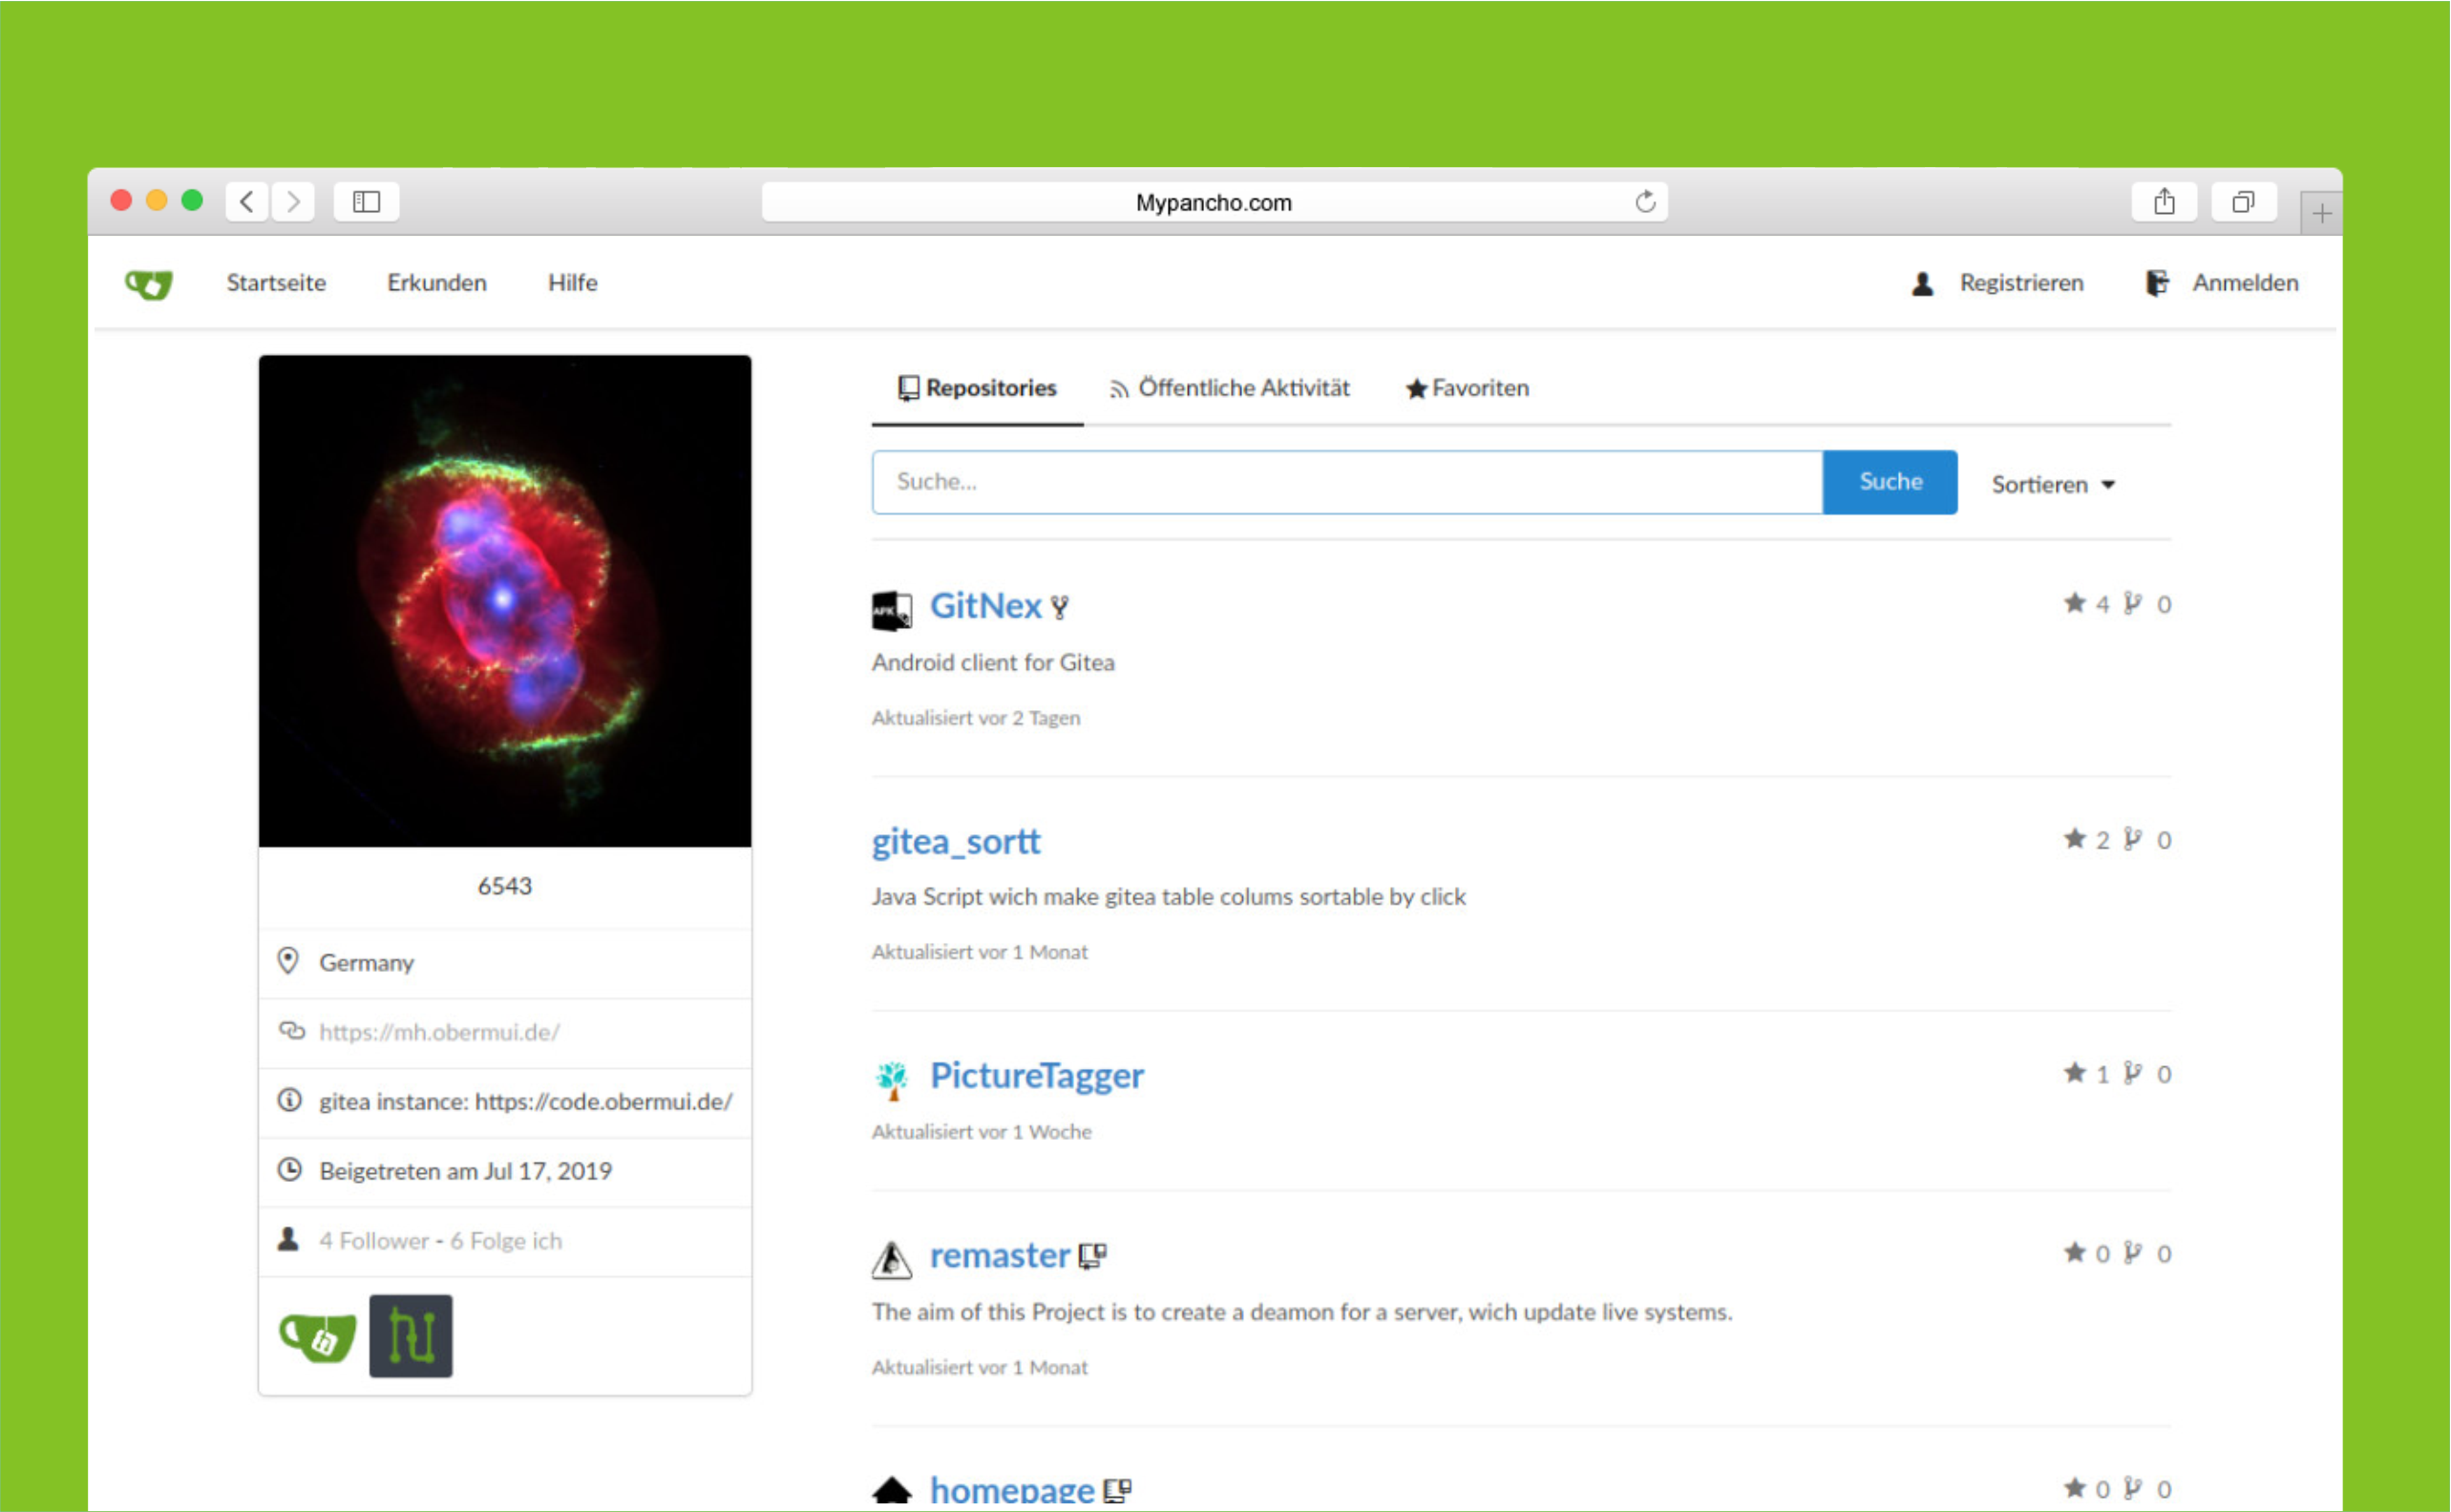 Mypancho.com
Startseite Erkunden Hilfe Registrieren Anmelden
Repositories Öffentliche Aktivität Favoriten
Suche... Suche Sortieren
APK GitNex 4 0
Android client for Gitea
Aktualisiert vor 2 Tagen
gitea_sortt 2 0
Java Script wich make gitea table colums sortable by click
Aktualisiert vor 1 Monat
PictureTagger 1 0
Aktualisiert vor 1 Woche
remaster 0 0
The aim of this Project is to create a deamon for a server, wich update live systems.
Aktualisiert vor 1 Monat
homepage 0 0
6543
Germany
https://mh.obermui.de/
gitea instance: https://code.obermui.de/
Beigetreten am Jul 17, 2019
4 Follower - 6 Folge ich